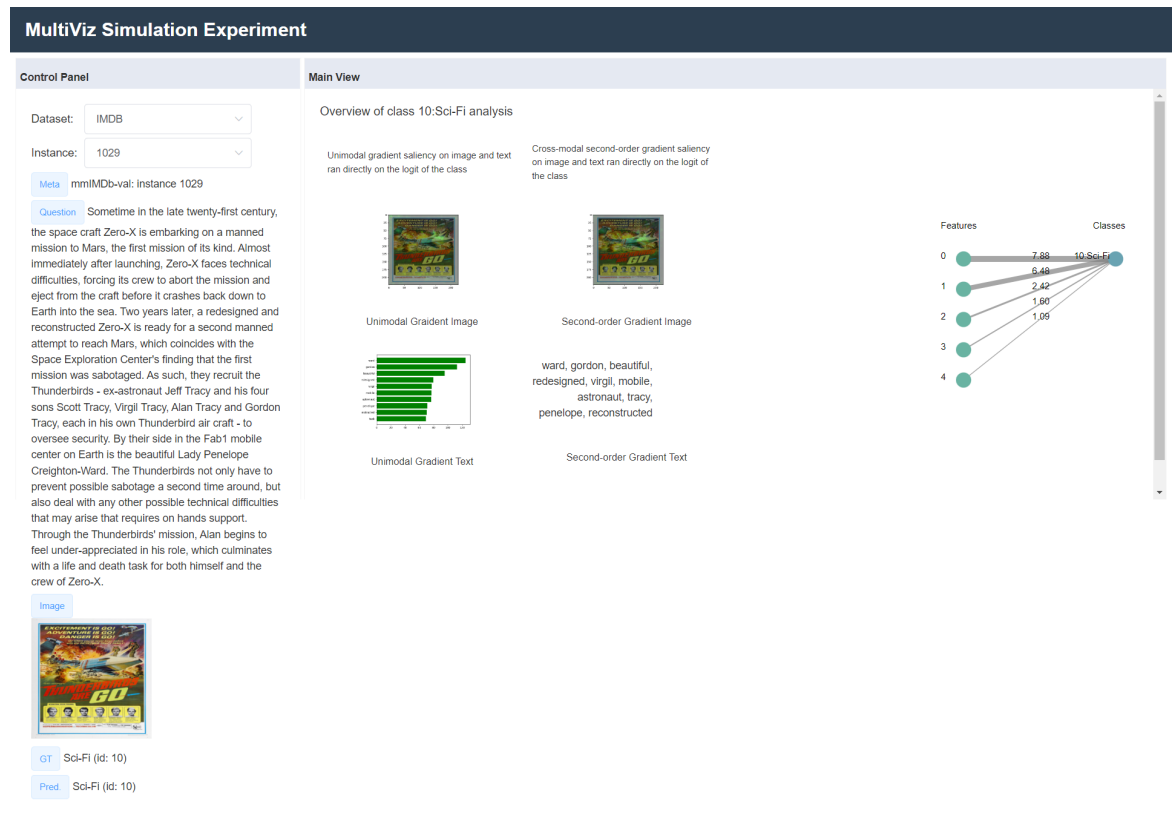 MultiViz Simulation Experiment
Control Panel
Dataset:
IMDB
Instance:
1029
Meta mmIMDb-val: instance 1029
Question Sometime in the late twenty-first century,
the space craft Zero-X is embarking on a manned
mission to Mars, the first mission of its kind. Almost
immediately after launching, Zero-X faces technical
difficulties, forcing its crew to abort the mission and
eject from the craft before it crashes back down to
Earth into the sea. Two years later, a redesigned and
reconstructed Zero-X is ready for a second manned
attempt to reach Mars, which coincides with the
Space Exploration Center's finding that the first
mission was sabotaged. As such, they recruit the
Thunderbirds - ex-astronaut Jeff Tracy and his four
sons Scott Tracy, Virgil Tracy, Alan Tracy and Gordon
Tracy, each in his own Thunderbird air craft - to
oversee security. By their side in the Fab1 mobile
center on Earth is the beautiful Lady Penelope
Creighton-Ward. The Thunderbirds not only have to
prevent possible sabotage a second time around, but
also deal with any other possible technical difficulties
that may arise that requires on hands support.
Through the Thunderbirds' mission, Alan begins to
feel under-appreciated in his role, which culminates
with a life and death task for both himself and the
crew of Zero-X.
Image
EXCITEMENT IS GO!
ADVENTURE IS GO!
DANGER IS GO!
THUNDERBIRDS
ARE GO
GT Sci-Fi (id: 10)
Pred. Sci-Fi (id: 10)
Main View
Overview of class 10:Sci-Fi analysis
Unimodal gradient saliency on image and text
ran directly on the logit of the class
Cross-modal second-order gradient saliency
on image and text ran directly on the logit of
the class
Unimodal Graident Image
Second-order Gradient Image
ward, gordon, beautiful,
redesigned, virgil, mobile,
astronaut, tracy,
penelope, reconstructed
Unimodal Gradient Text
Second-order Gradient Text
Features
Classes
0
7.88
10:Sci-Fi
6.48
1
2.42
1.60
2
1.09
3
4